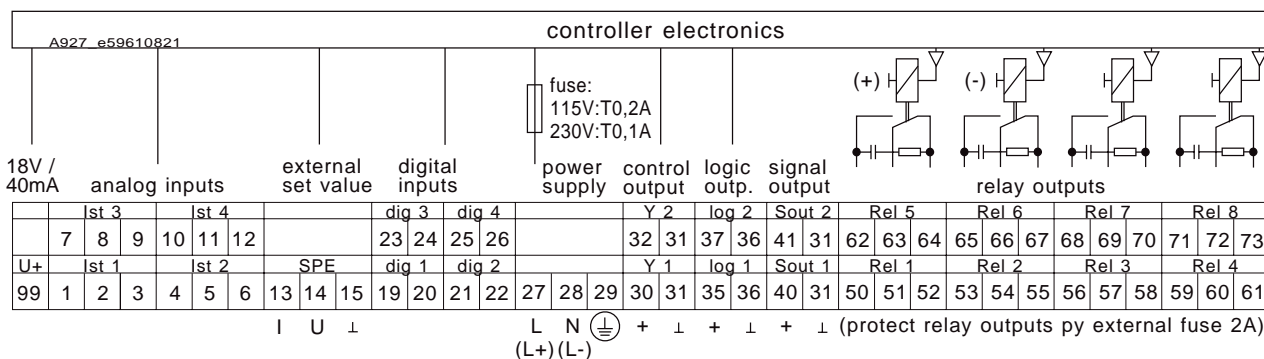 controller electronics
A927_e59610821
fuse:
115V:T0,2A
230V:T0,1A
(+)
(-)
18V / 40mA
analog inputs
external set value
digital inputs
power supply
control output
logic outp.
signal output
relay outputs
Ist 3 Ist 4 dig 3 dig 4 Y 2 log 2 Sout 2 Rel 5 Rel 6 Rel 7 Rel 8
7 8 9 10 11 12 23 24 25 26 32 31 37 36 41 31 62 63 64 65 66 67 68 69 70 71 72 73
U+ Ist 1 Ist 2 SPE dig 1 dig 2 Y 1 log 1 Sout 1 Rel 1 Rel 2 Rel 3 Rel 4
99 1 2 3 4 5 6 13 14 15 19 20 21 22 27 28 29 30 31 35 36 40 31 50 51 52 53 54 55 56 57 58 59 60 61
I U ⊥ L N + ⊥ + ⊥ + ⊥ (protect relay outputs py external fuse 2A)
(L+) (L-)